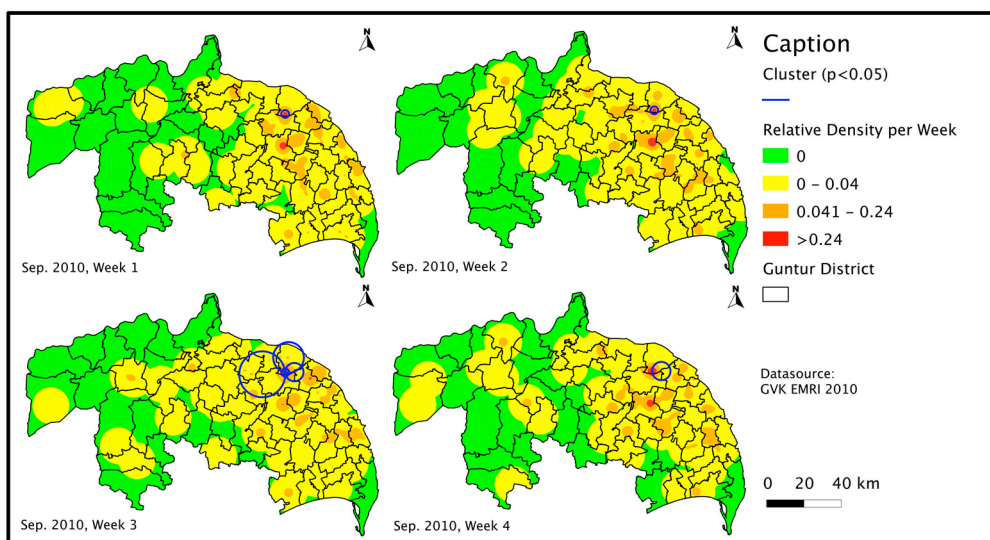 N
N
Sep. 2010, Week 1
Sep. 2010, Week 2
N
N
Sep. 2010, Week 3
Sep. 2010, Week 4
Caption
Cluster (p<0.05)
Relative Density per Week
0
0 – 0.04
0.041 – 0.24
>0.24
Guntur District
Datasource:
GVK EMRI 2010
0 20 40 km